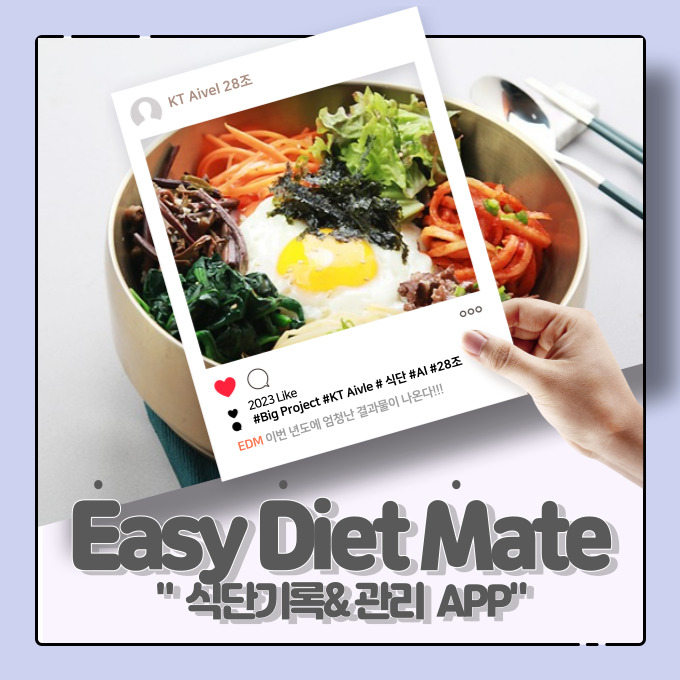 KT Aivel 28조
2023 Like
#Big Project #KT Aivle # 식단 #AI #28조
EDM 이번 년도에 엄청난 결과물이 나온다!!!
Easy Diet Mate
" 식단기록& 관리 APP"